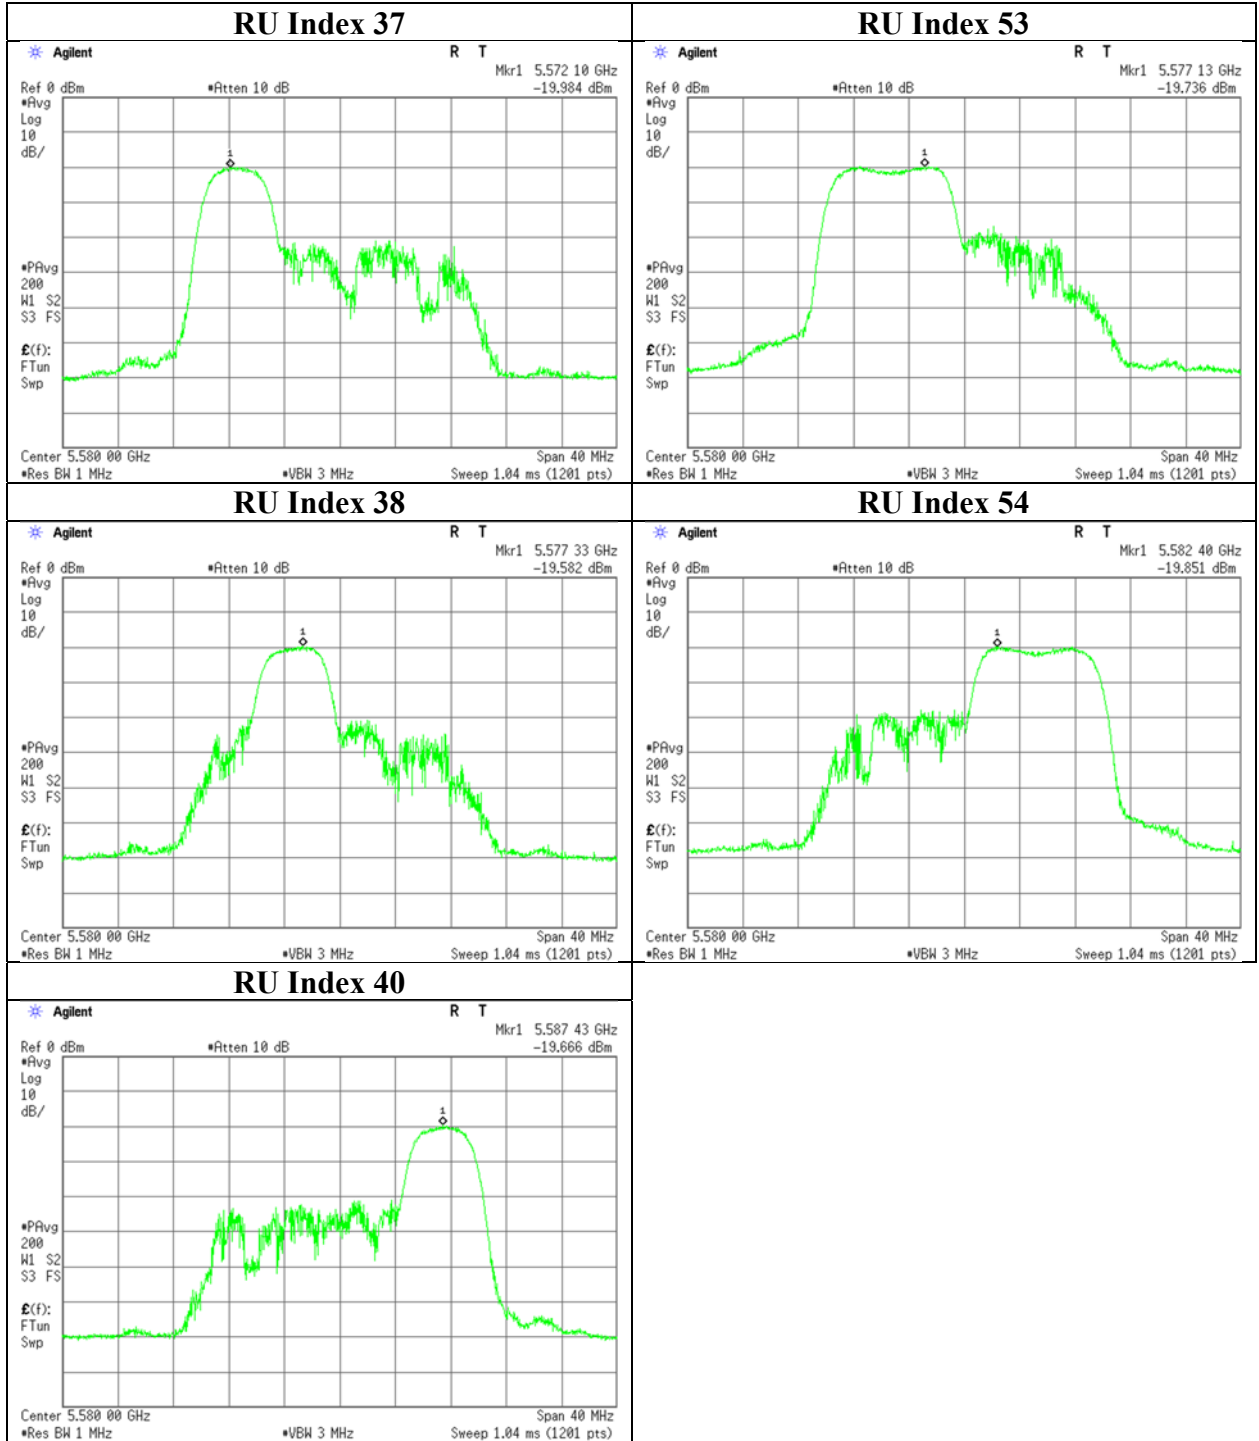 RU Index 37
Agilent R T
Mkr1 5.572 10 GHz
Ref 0 dBm *Atten 10 dB -19.984 dBm
*Avg
Log
10
dB/
1
*PAvg
200
W1 S2
S3 FS
£(f):
FTun
Swp
Center 5.580 00 GHz Span 40 MHz
*Res BW 1 MHz *VBW 3 MHz Sweep 1.04 ms (1201 pts)
RU Index 53
Agilent R T
Mkr1 5.577 13 GHz
Ref 0 dBm *Atten 10 dB -19.736 dBm
*Avg
Log
10
dB/
1
*PAvg
200
W1 S2
S3 FS
£(f):
FTun
Swp
Center 5.580 00 GHz Span 40 MHz
*Res BW 1 MHz *VBW 3 MHz Sweep 1.04 ms (1201 pts)
RU Index 38
Agilent R T
Mkr1 5.577 33 GHz
Ref 0 dBm *Atten 10 dB -19.582 dBm
*Avg
Log
10
dB/
1
*PAvg
200
W1 S2
S3 FS
£(f):
FTun
Swp
Center 5.580 00 GHz Span 40 MHz
*Res BW 1 MHz *VBW 3 MHz Sweep 1.04 ms (1201 pts)
RU Index 54
Agilent R T
Mkr1 5.582 40 GHz
Ref 0 dBm *Atten 10 dB -19.851 dBm
*Avg
Log
10
dB/
1
*PAvg
200
W1 S2
S3 FS
£(f):
FTun
Swp
Center 5.580 00 GHz Span 40 MHz
*Res BW 1 MHz *VBW 3 MHz Sweep 1.04 ms (1201 pts)
RU Index 40
Agilent R T
Mkr1 5.587 43 GHz
Ref 0 dBm *Atten 10 dB -19.666 dBm
*Avg
Log
10
dB/
1
*PAvg
200
W1 S2
S3 FS
£(f):
FTun
Swp
Center 5.580 00 GHz Span 40 MHz
*Res BW 1 MHz *VBW 3 MHz Sweep 1.04 ms (1201 pts)